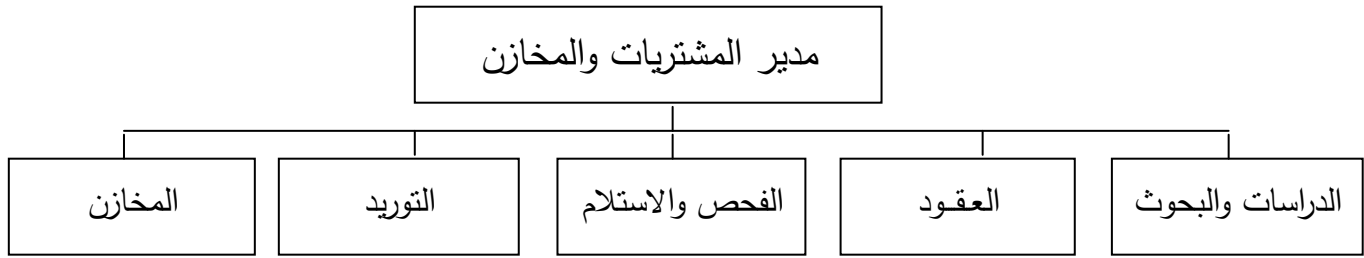 مدير المشتريات والمخازن
الدراسات والبحوث
العقـود
الفحص والاستلام
التوريد
المخازن